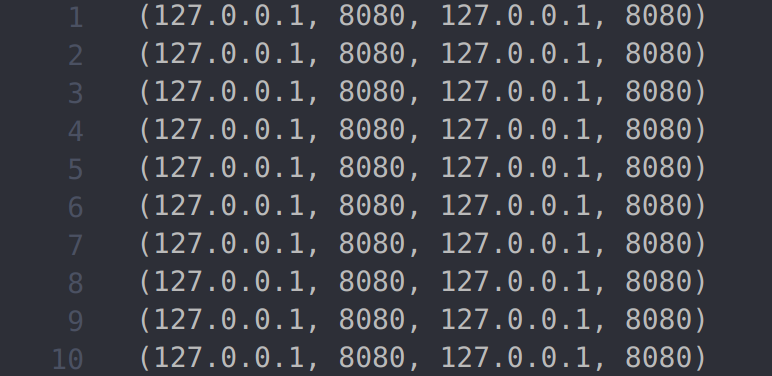 1 (127.0.0.1, 8080, 127.0.0.1, 8080)
2 (127.0.0.1, 8080, 127.0.0.1, 8080)
3 (127.0.0.1, 8080, 127.0.0.1, 8080)
4 (127.0.0.1, 8080, 127.0.0.1, 8080)
5 (127.0.0.1, 8080, 127.0.0.1, 8080)
6 (127.0.0.1, 8080, 127.0.0.1, 8080)
7 (127.0.0.1, 8080, 127.0.0.1, 8080)
8 (127.0.0.1, 8080, 127.0.0.1, 8080)
9 (127.0.0.1, 8080, 127.0.0.1, 8080)
10 (127.0.0.1, 8080, 127.0.0.1, 8080)